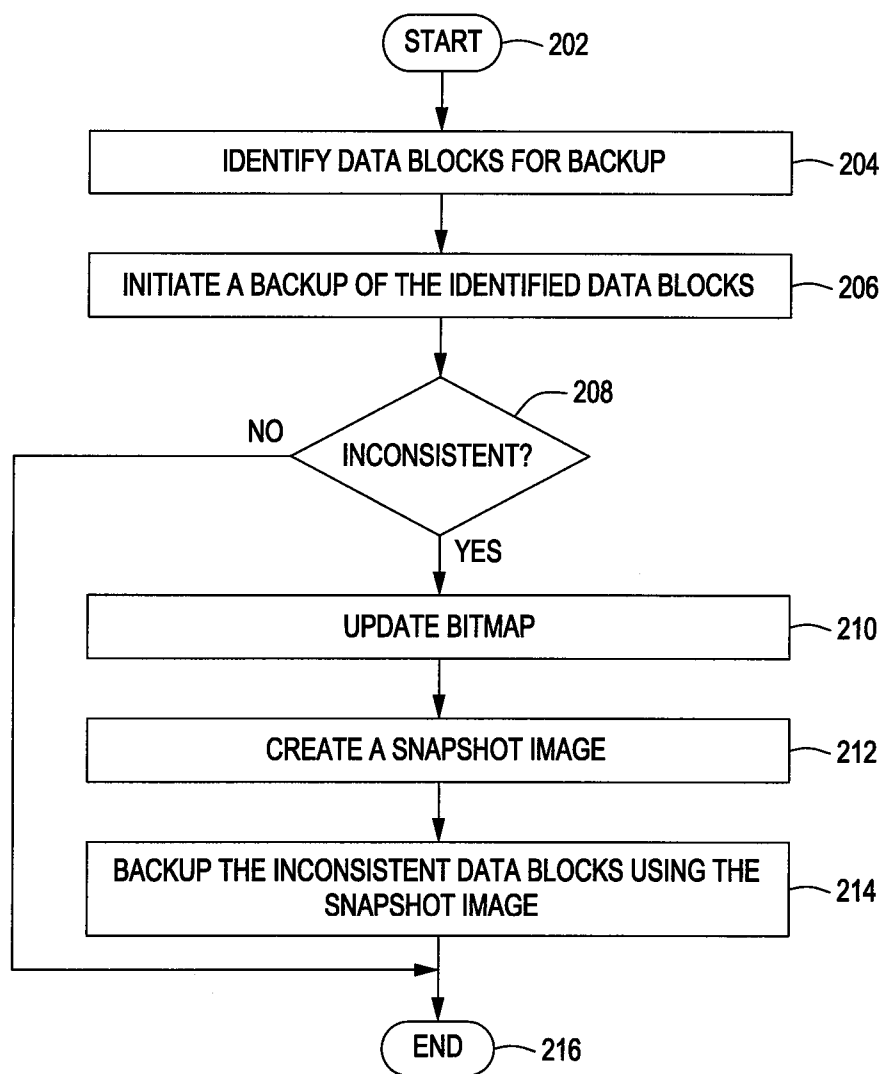 START
202
IDENTIFY DATA BLOCKS FOR BACKUP
204
INITIATE A BACKUP OF THE IDENTIFIED DATA BLOCKS
206
208
NO
INCONSISTENT?
YES
UPDATE BITMAP
210
CREATE A SNAPSHOT IMAGE
212
BACKUP THE INCONSISTENT DATA BLOCKS USING THE
SNAPSHOT IMAGE
214
END
216